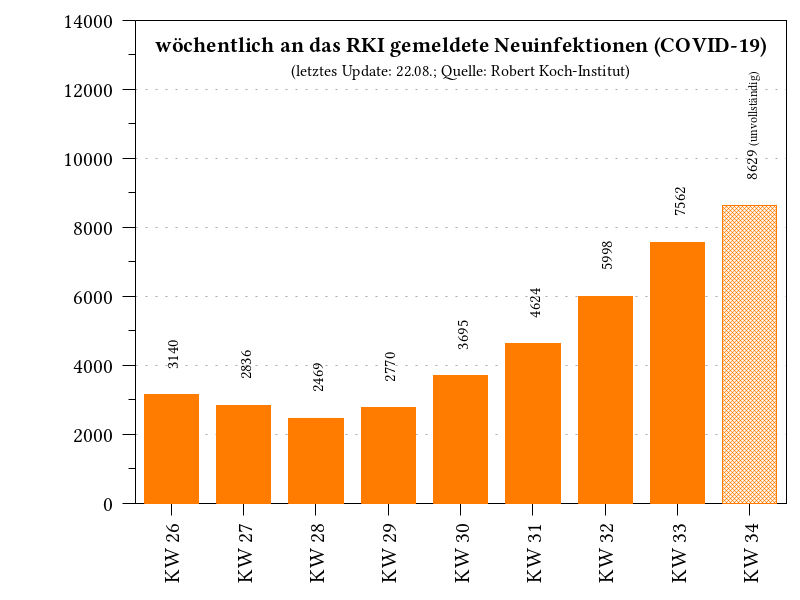 wöchentlich an das RKI gemeldete Neuinfektionen (COVID-19)
(letztes Update: 22.08.; Quelle: Robert Koch-Institut)
14000
12000
10000
8000
6000
4000
2000
0
3140
2836
2469
2770
3695
4624
5998
7562
8629 (unvollständig)
KW 26
KW 27
KW 28
KW 29
KW 30
KW 31
KW 32
KW 33
KW 34